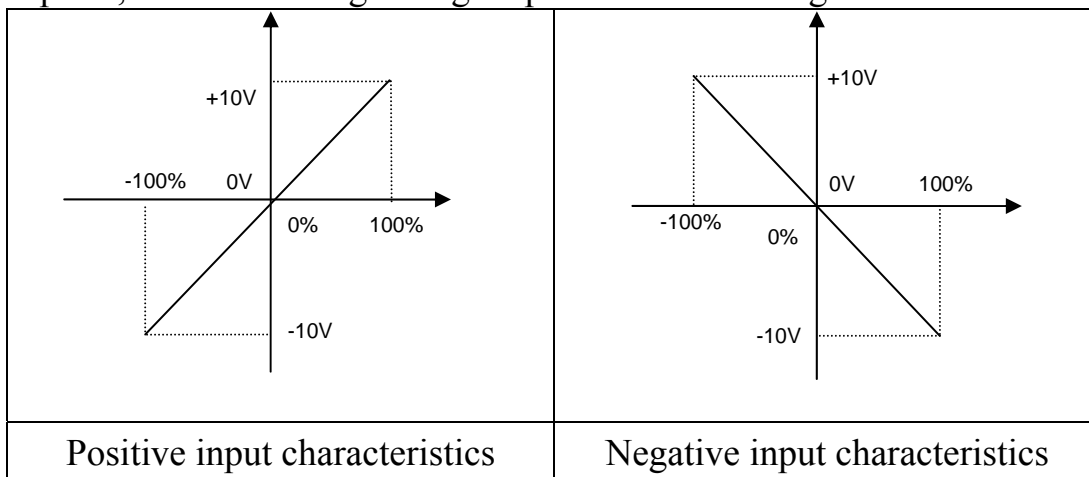 +10V
-100% 0V
0% 100%
-10V
+10V
0V 100%
-100%
0%
-10V
Positive input characteristics
Negative input characteristics